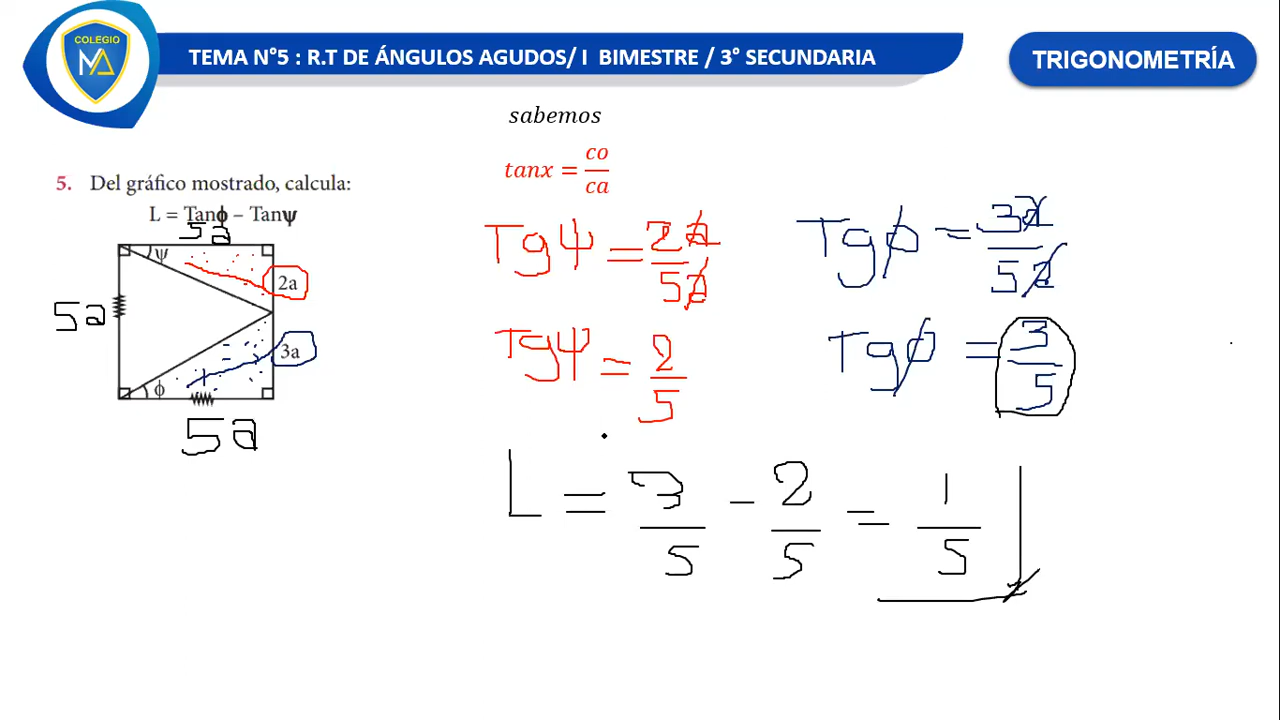 COLEGIO
MA
TEMA N°5 : R.T DE ÁNGULOS AGUDOS/ I BIMESTRE / 3° SECUNDARIA
TRIGONOMETRÍA
sabemos
tanx = co/ca
5. Del gráfico mostrado, calcula:
L = Tanϕ – Tanψ
5a
ψ
2a
5a
3a
ϕ
5a
Tgψ = 2a/5a
Tgψ = 2/5
Tgϕ = 3a/5a
Tgϕ = 3/5
L = 3/5 - 2/5 = 1/5